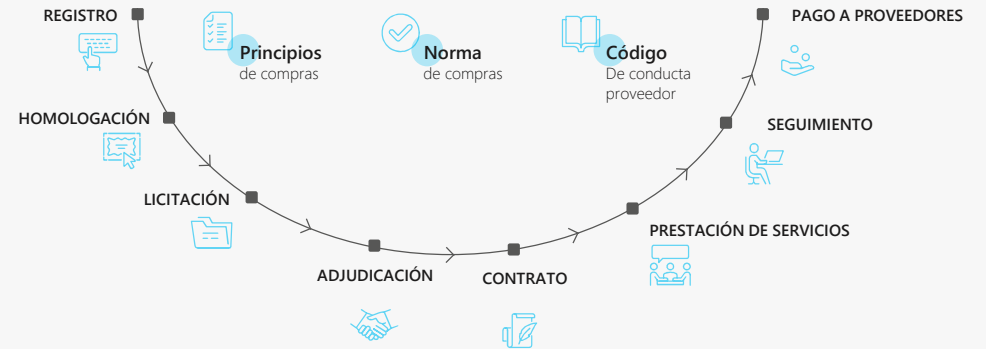 REGISTRO
Principios
de compras
Norma
de compras
Código
De conducta
proveedor
PAGO A PROVEEDORES
HOMOLOGACIÓN
SEGUIMIENTO
LICITACIÓN
PRESTACIÓN DE SERVICIOS
ADJUDICACIÓN
CONTRATO